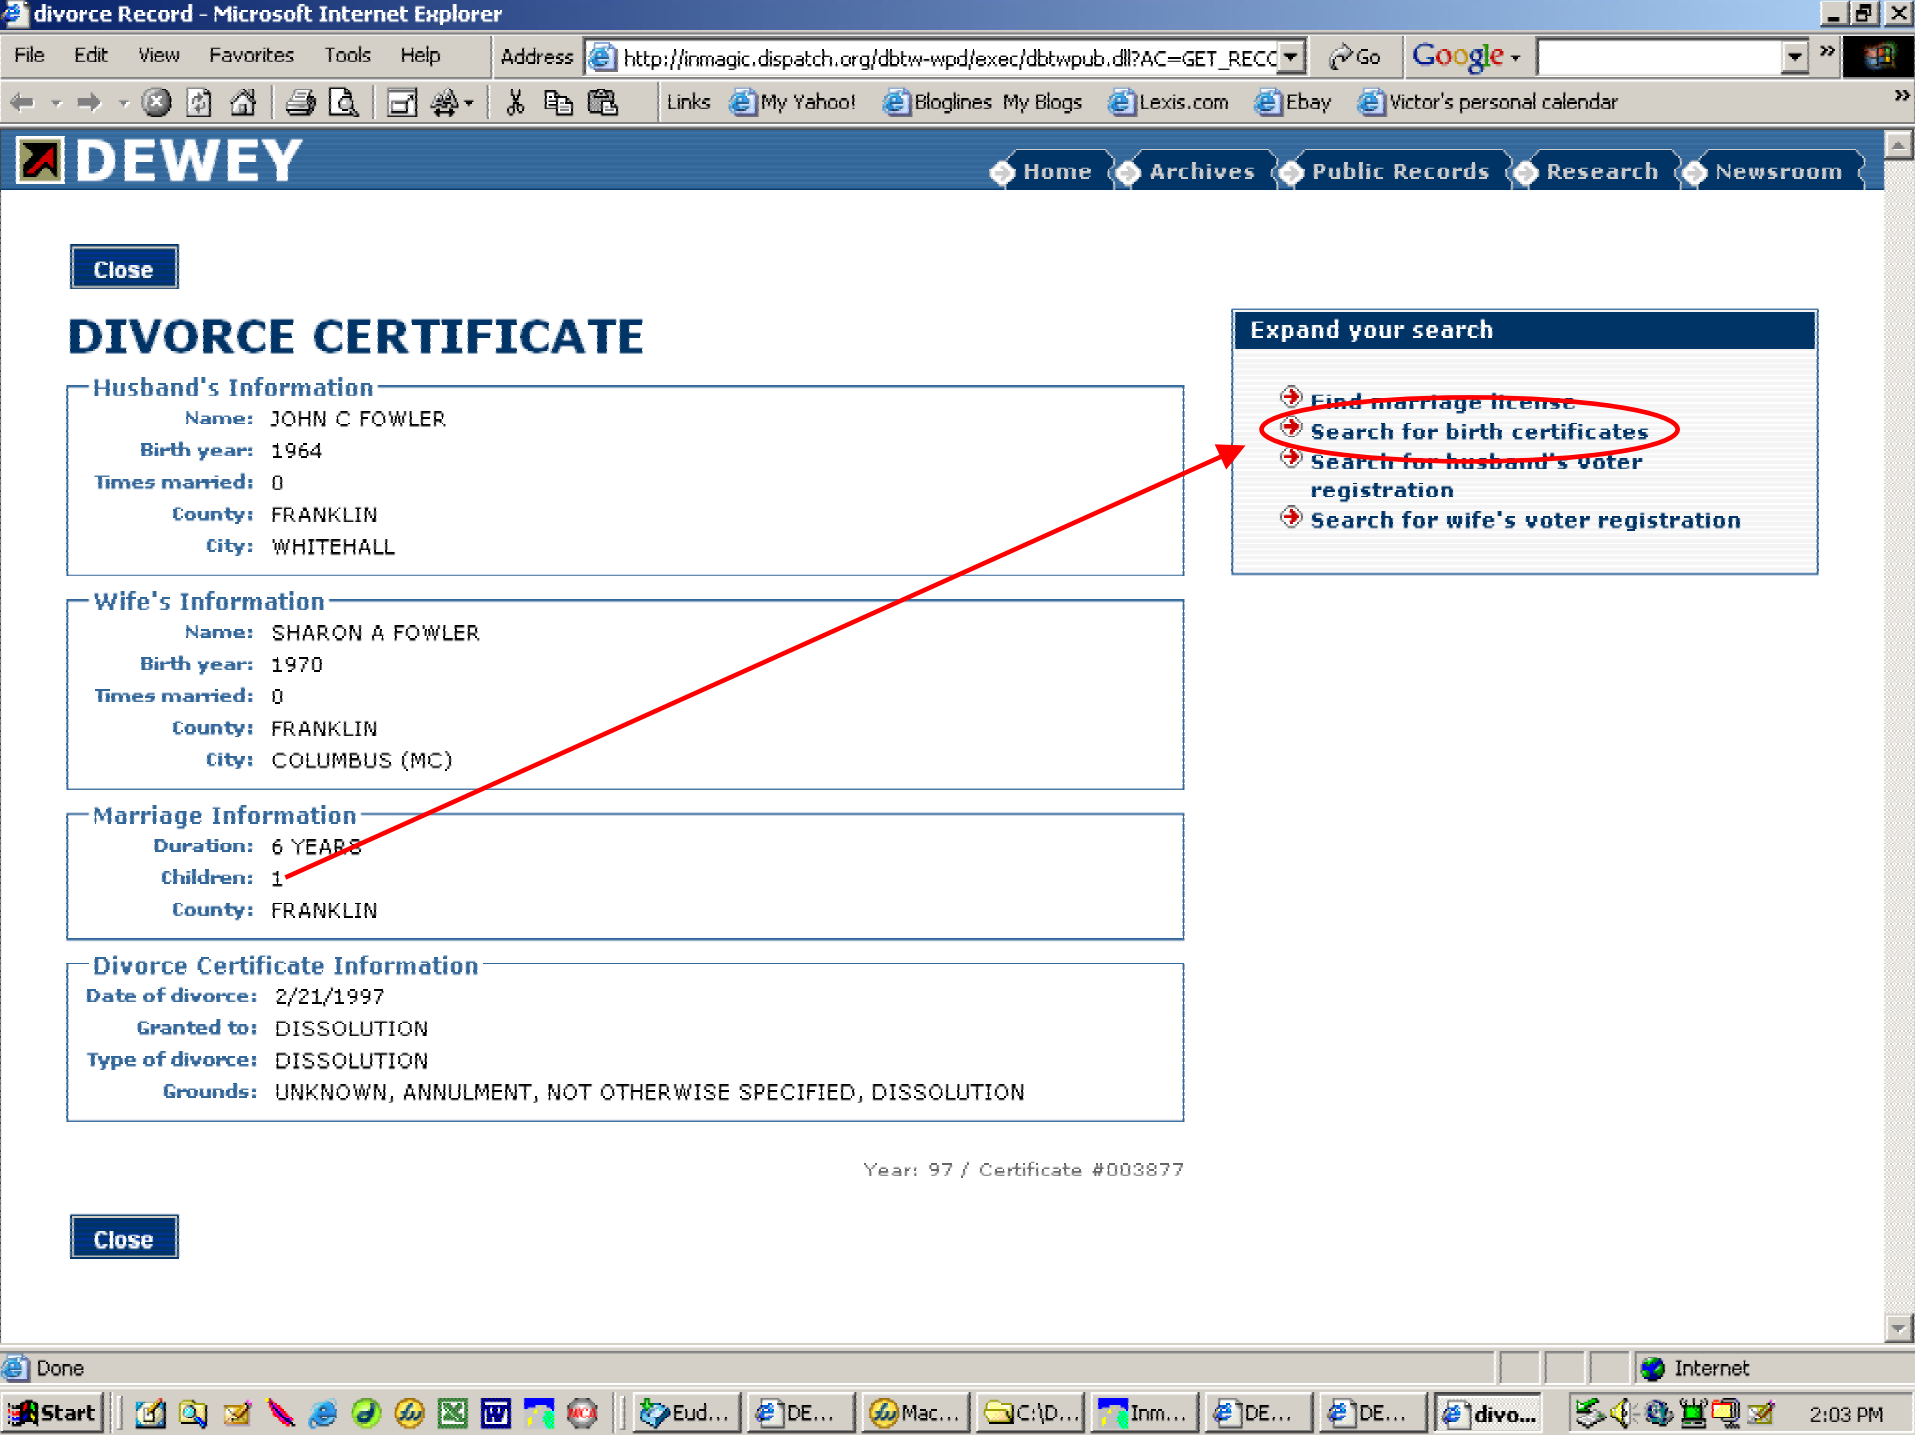 divorce Record - Microsoft Internet Explorer
File Edit View Favorites Tools Help Address http://inmagic.dispatch.org/dbtw-wpd/exec/dbtwpub.dll?AC=GET_RECC Go Google »
Links My Yahoo! Bloglines My Blogs Lexis.com Ebay Victor's personal calendar »
DEWEY
Home Archives Public Records Research Newsroom
Close
DIVORCE CERTIFICATE
Husband's Information
Name: JOHN C FOWLER
Birth year: 1964
Times married: 0
County: FRANKLIN
City: WHITEHALL
Wife's Information
Name: SHARON A FOWLER
Birth year: 1970
Times married: 0
County: FRANKLIN
City: COLUMBUS (MC)
Marriage Information
Duration: 6 YEARS
Children: 1
County: FRANKLIN
Divorce Certificate Information
Date of divorce: 2/21/1997
Granted to: DISSOLUTION
Type of divorce: DISSOLUTION
Grounds: UNKNOWN, ANNULMENT, NOT OTHERWISE SPECIFIED, DISSOLUTION
Year: 97 / Certificate #003877
Close
Expand your search
Find marriage license
Search for birth certificates
Search for husband's voter
registration
Search for wife's voter registration
Done Internet
Start Eud... DE... Mac... C:\D... Inm... DE... DE... divo... 2:03 PM